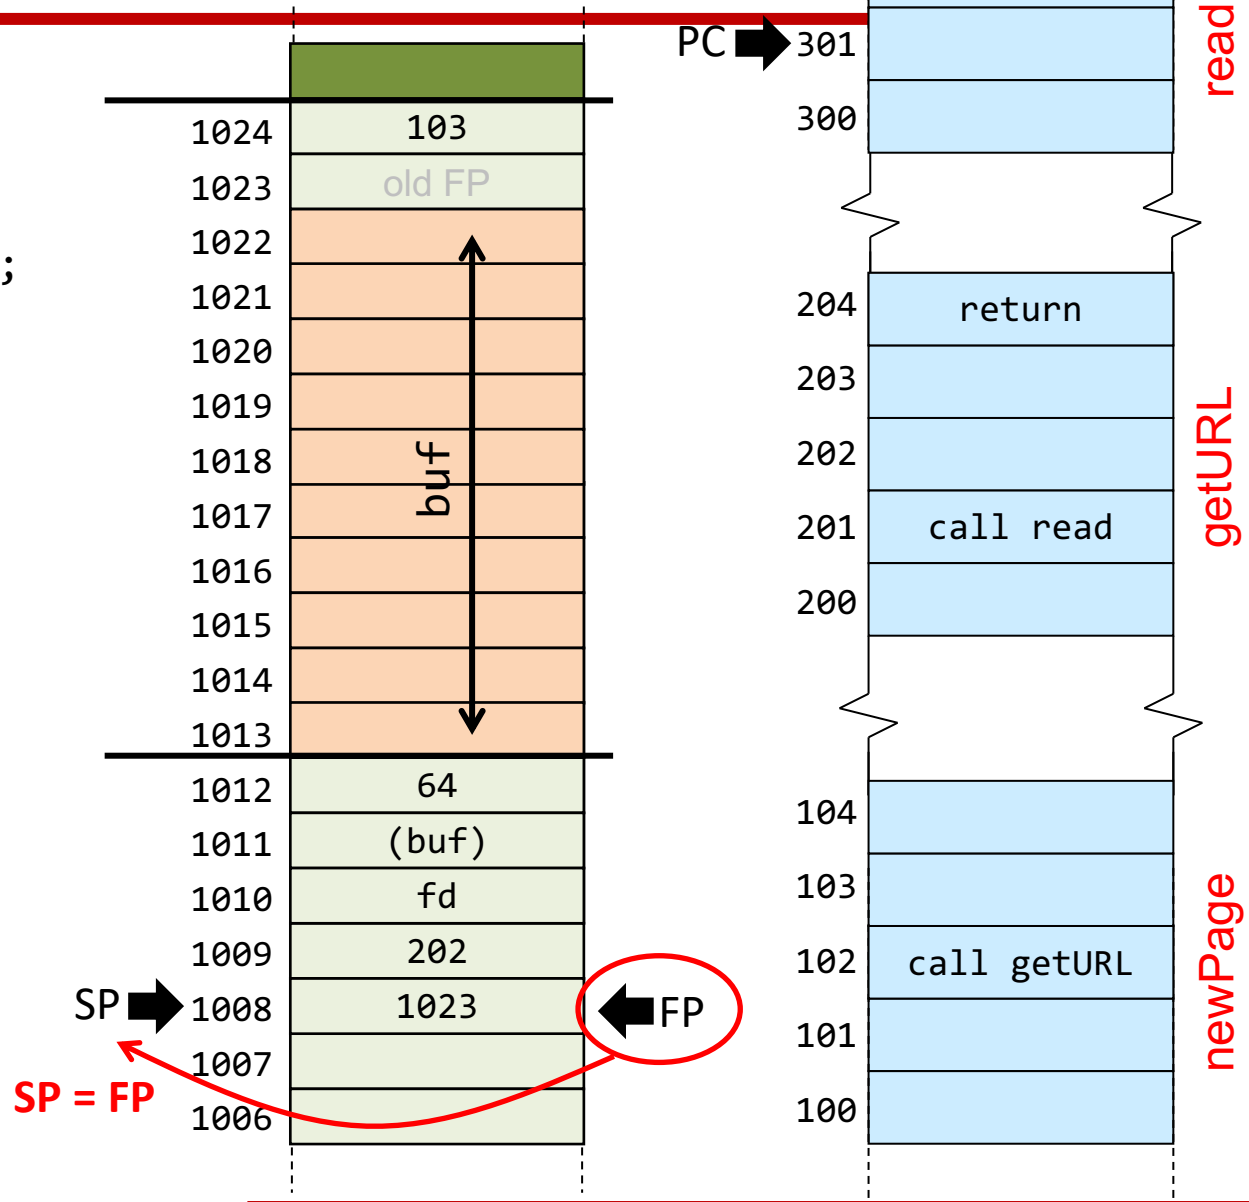 ;
1024 103
1023 old FP
1022
1021
1020
1019
1018
1017
1016
1015
1014
1013
buf
1012 64
1011 (buf)
1010 fd
1009 202
SP 1008 1023 FP
1007
SP = FP
1006
PC 301
300
read
204 return
203
202
201 call read
200
getURL
104
103
102 call getURL
101
100
newPage